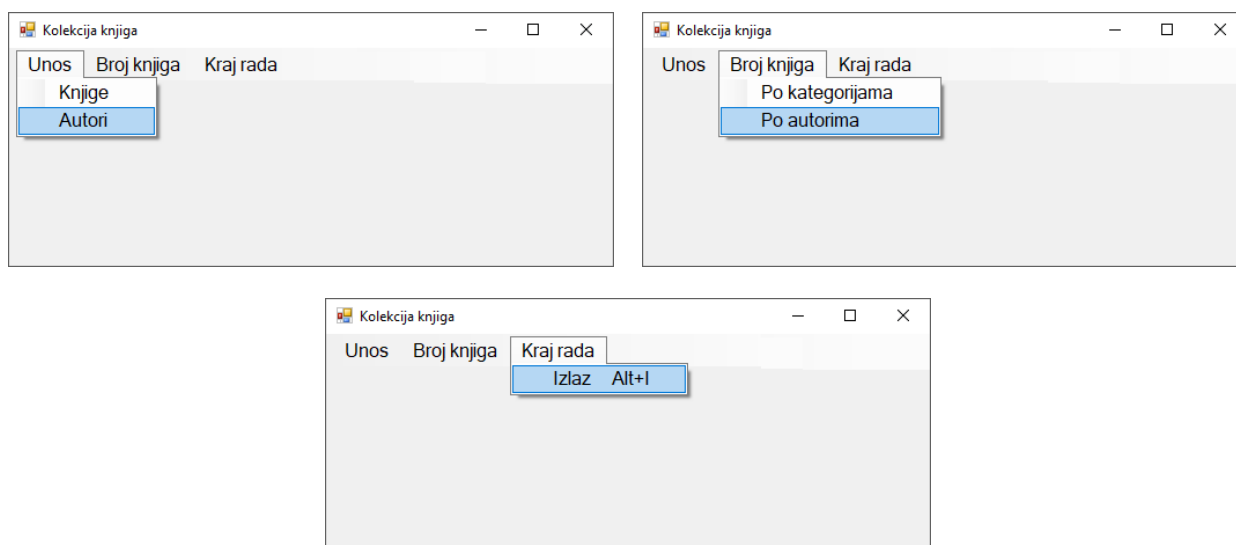 Kolekcija knjiga
Unos Broj knjiga Kraj rada
Knjige
Autori
Kolekcija knjiga
Unos Broj knjiga Kraj rada
Po kategorijama
Po autorima
Kolekcija knjiga
Unos Broj knjiga Kraj rada
Izlaz Alt+I